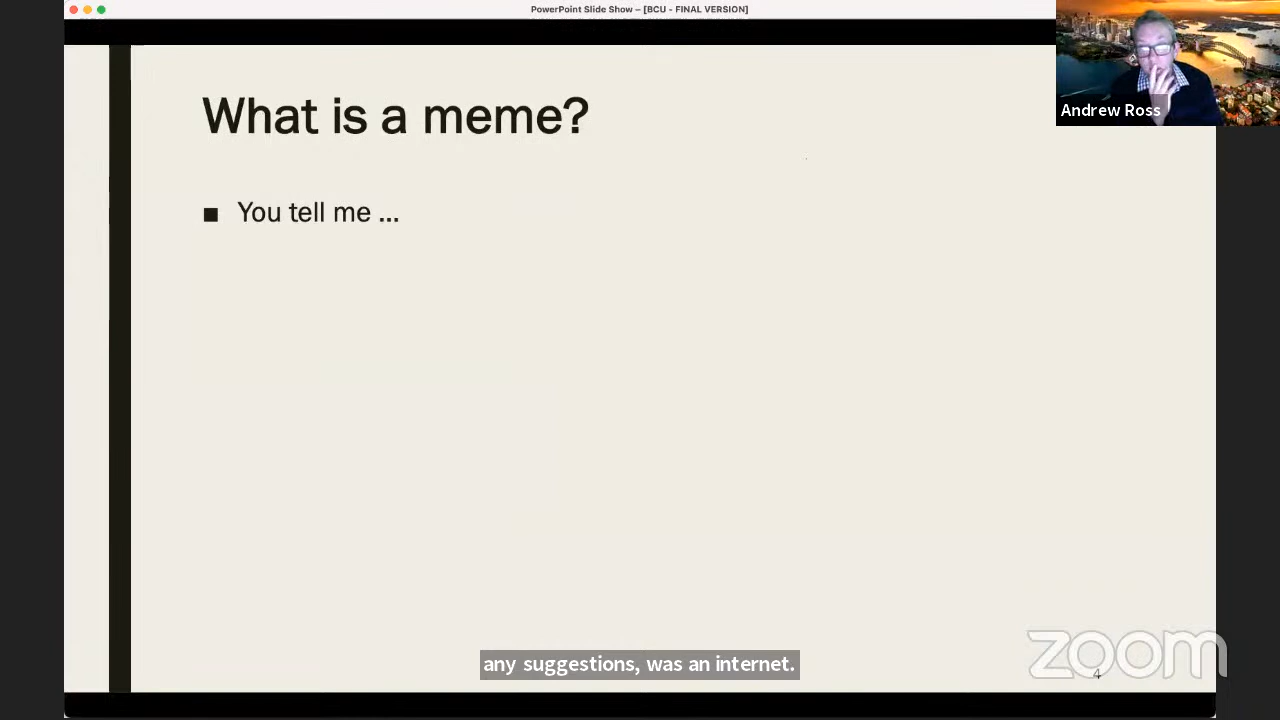 PowerPoint Slide Show – [BCU - FINAL VERSION]
What is a meme?
■ You tell me ...
Andrew Ross
any suggestions, was an internet.
zoom
4